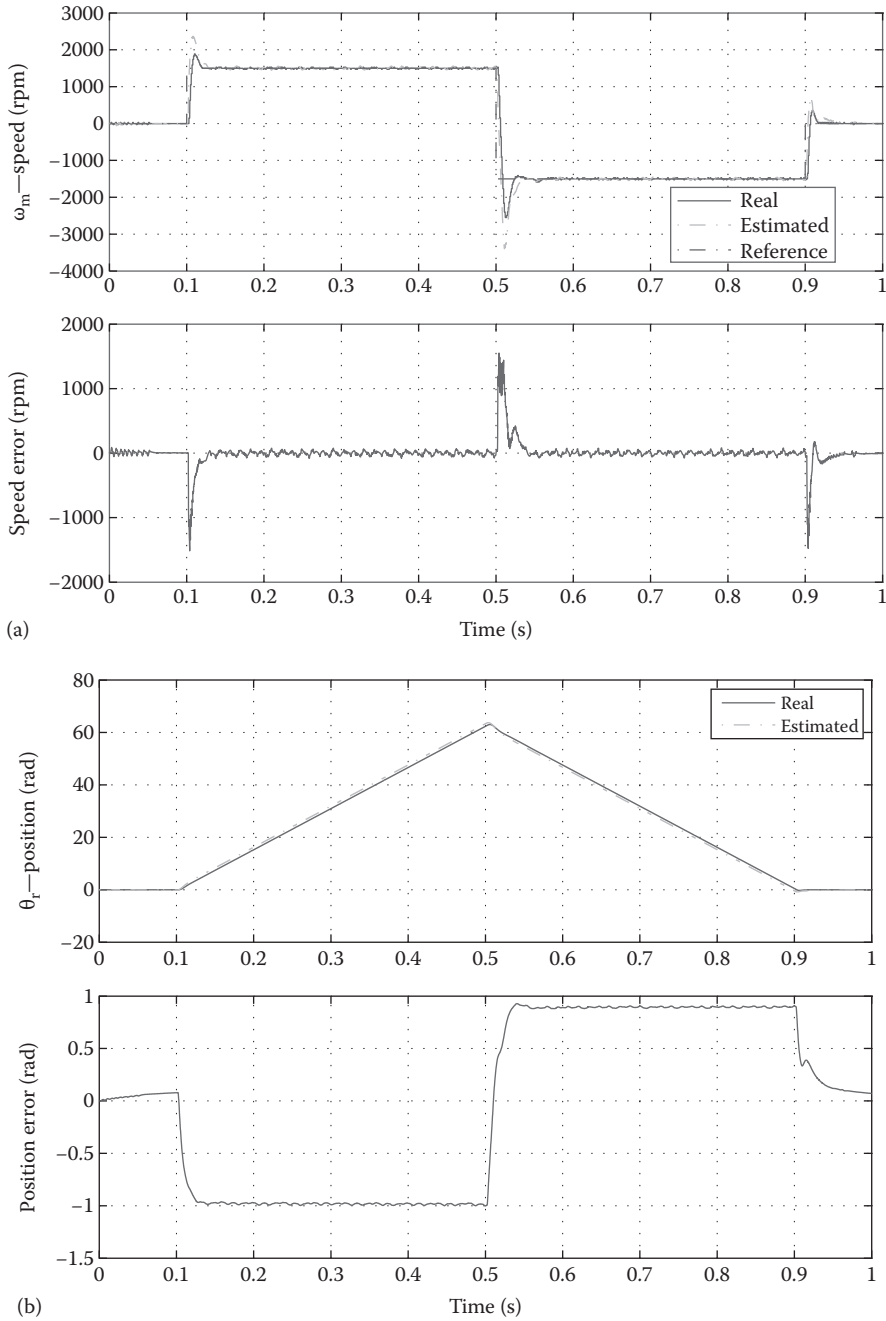 3000
2000
1000
0
−1000
−2000
−3000
−4000
ωm—speed (rpm)
Real
Estimated
Reference
0 0.1 0.2 0.3 0.4 0.5 0.6 0.7 0.8 0.9 1
2000
1000
0
−1000
−2000
Speed error (rpm)
0 0.1 0.2 0.3 0.4 0.5 0.6 0.7 0.8 0.9 1
(a)
Time (s)
80
60
40
20
0
−20
θr—position (rad)
Real
Estimated
0 0.1 0.2 0.3 0.4 0.5 0.6 0.7 0.8 0.9 1
1
0.5
0
−0.5
−1
−1.5
Position error (rad)
0 0.1 0.2 0.3 0.4 0.5 0.6 0.7 0.8 0.9 1
(b)
Time (s)